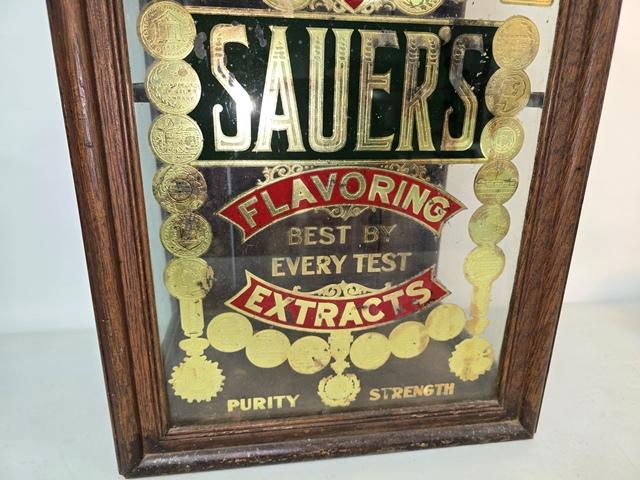 SAUER'S
FLAVORING
BEST BY
EVERY TEST
EXTRACTS
PURITY STRENGTH